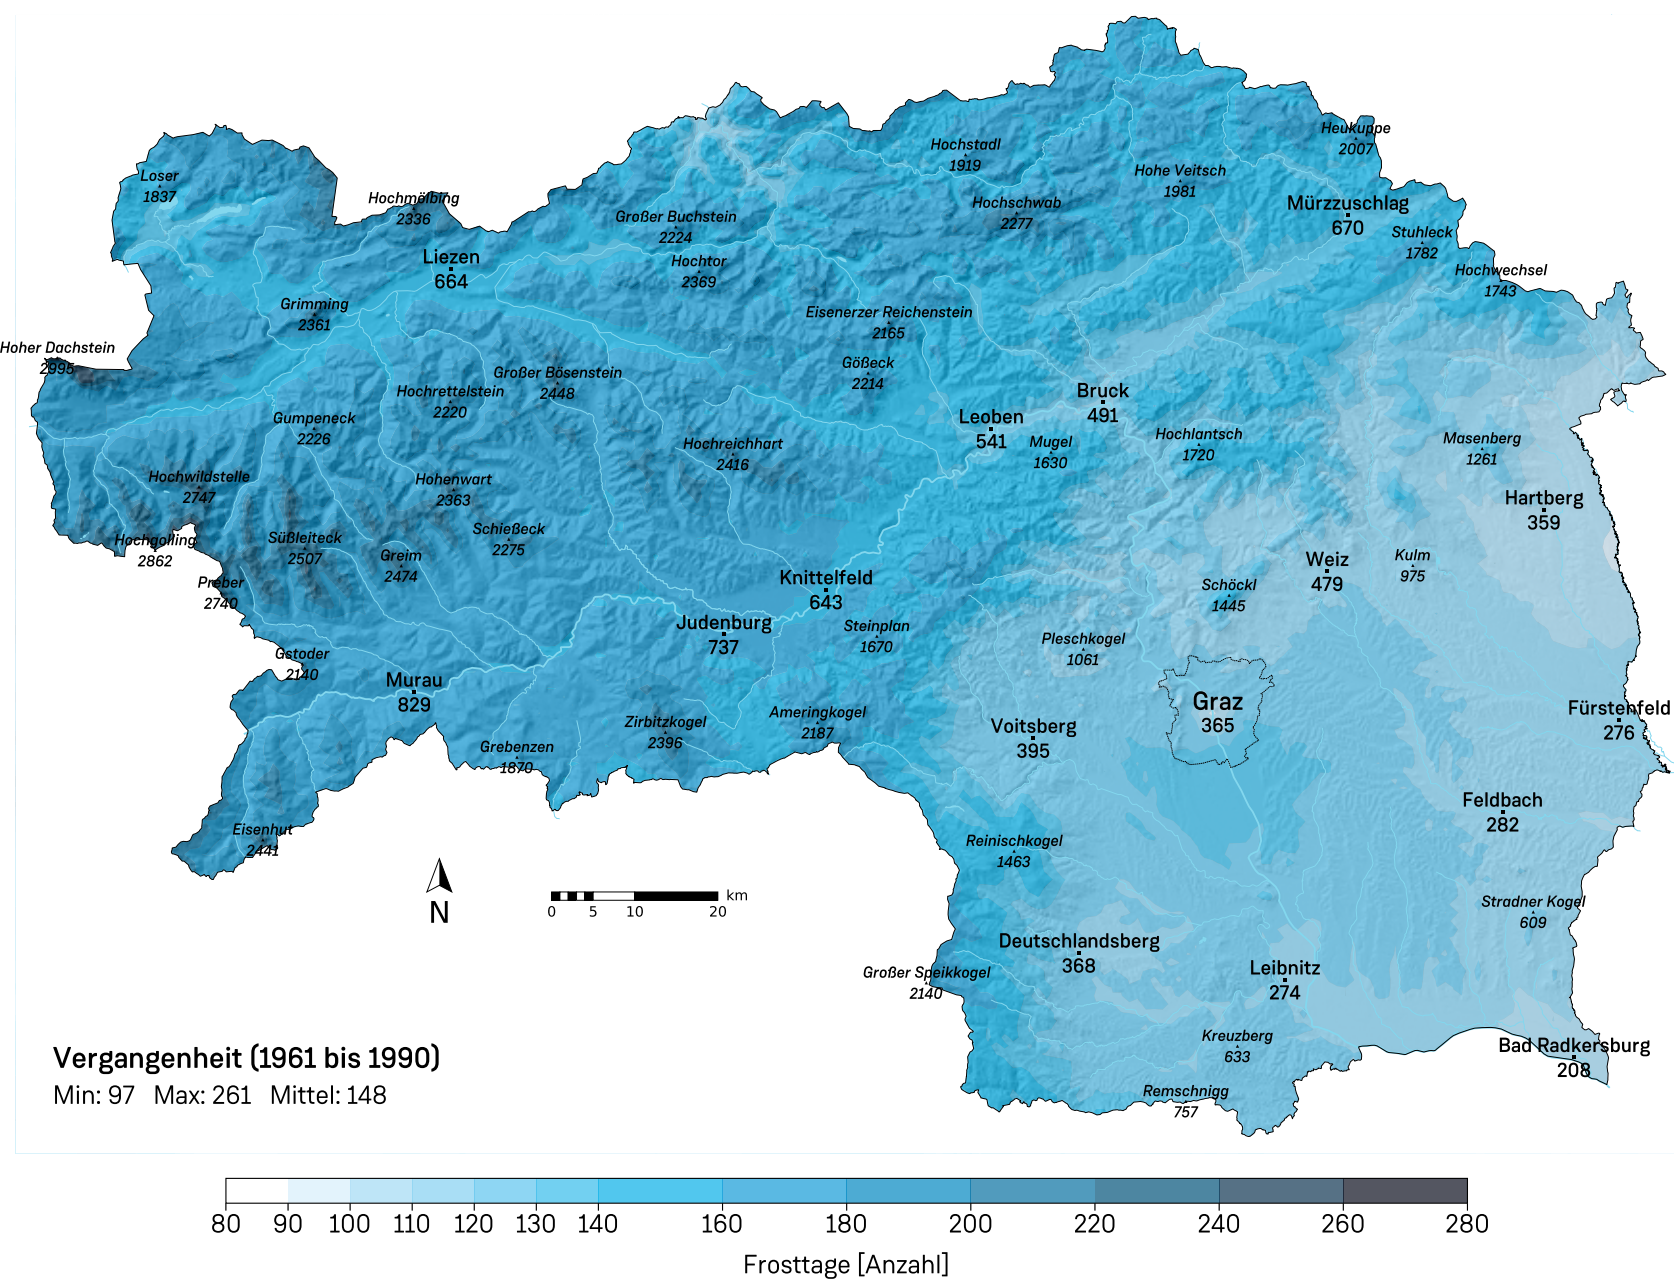 Heukuppe
2007
Hochstadl
1919
Hohe Veitsch
1981
Loser
1837
Hochmölbing
2336
Hochschwab
2277
Mürzzuschlag
670
Großer Buchstein
2224
Stuhleck
1782
Liezen
664
Hochtor
2369
Hochwechsel
1743
Grimming
2361
Eisenerzer Reichenstein
2165
Hoher Dachstein
2995
Gößeck
2214
Großer Bösenstein
2448
Hochrettelstein
2220
Bruck
491
Gumpeneck
2226
Leoben
541
Mugel
1630
Hochlantsch
1720
Masenberg
1261
Hochreichhart
2416
Hochwildstelle
2747
Hohenwart
2363
Hartberg
359
Schießeck
2275
Hochgolling
2862
Süßleiteck
2507
Greim
2474
Weiz
479
Kulm
975
Preber
2740
Knittelfeld
643
Schöckl
1445
Judenburg
737
Steinplan
1670
Pleschkogel
1061
Gstoder
2140
Murau
829
Graz
365
Fürstenfeld
276
Zirbitzkogel
2396
Ameringkogel
2187
Voitsberg
395
Grebenzen
1870
Feldbach
282
Eisenhut
2441
Reinischkogel
1463
N
0 5 10 20 km
Stradner Kogel
609
Deutschlandsberg
368
Großer Speikkogel
2140
Leibnitz
274
Kreuzberg
633
Bad Radkersburg
208
Remschnigg
757
Vergangenheit (1961 bis 1990)
Min: 97 Max: 261 Mittel: 148
80 90 100 110 120 130 140 160 180 200 220 240 260 280
Frosttage [Anzahl]